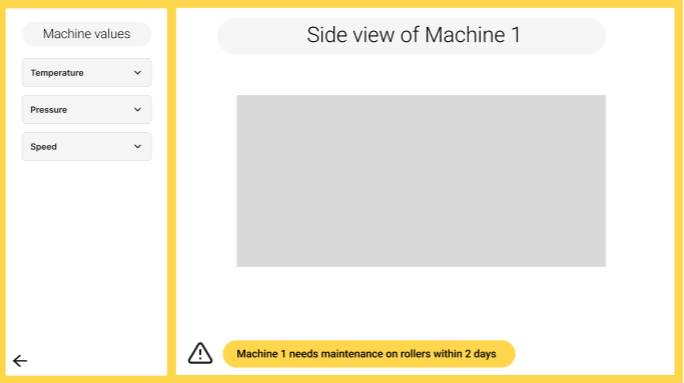 Machine values
Temperature
Pressure
Speed
Side view of Machine 1
Machine 1 needs maintenance on rollers within 2 days